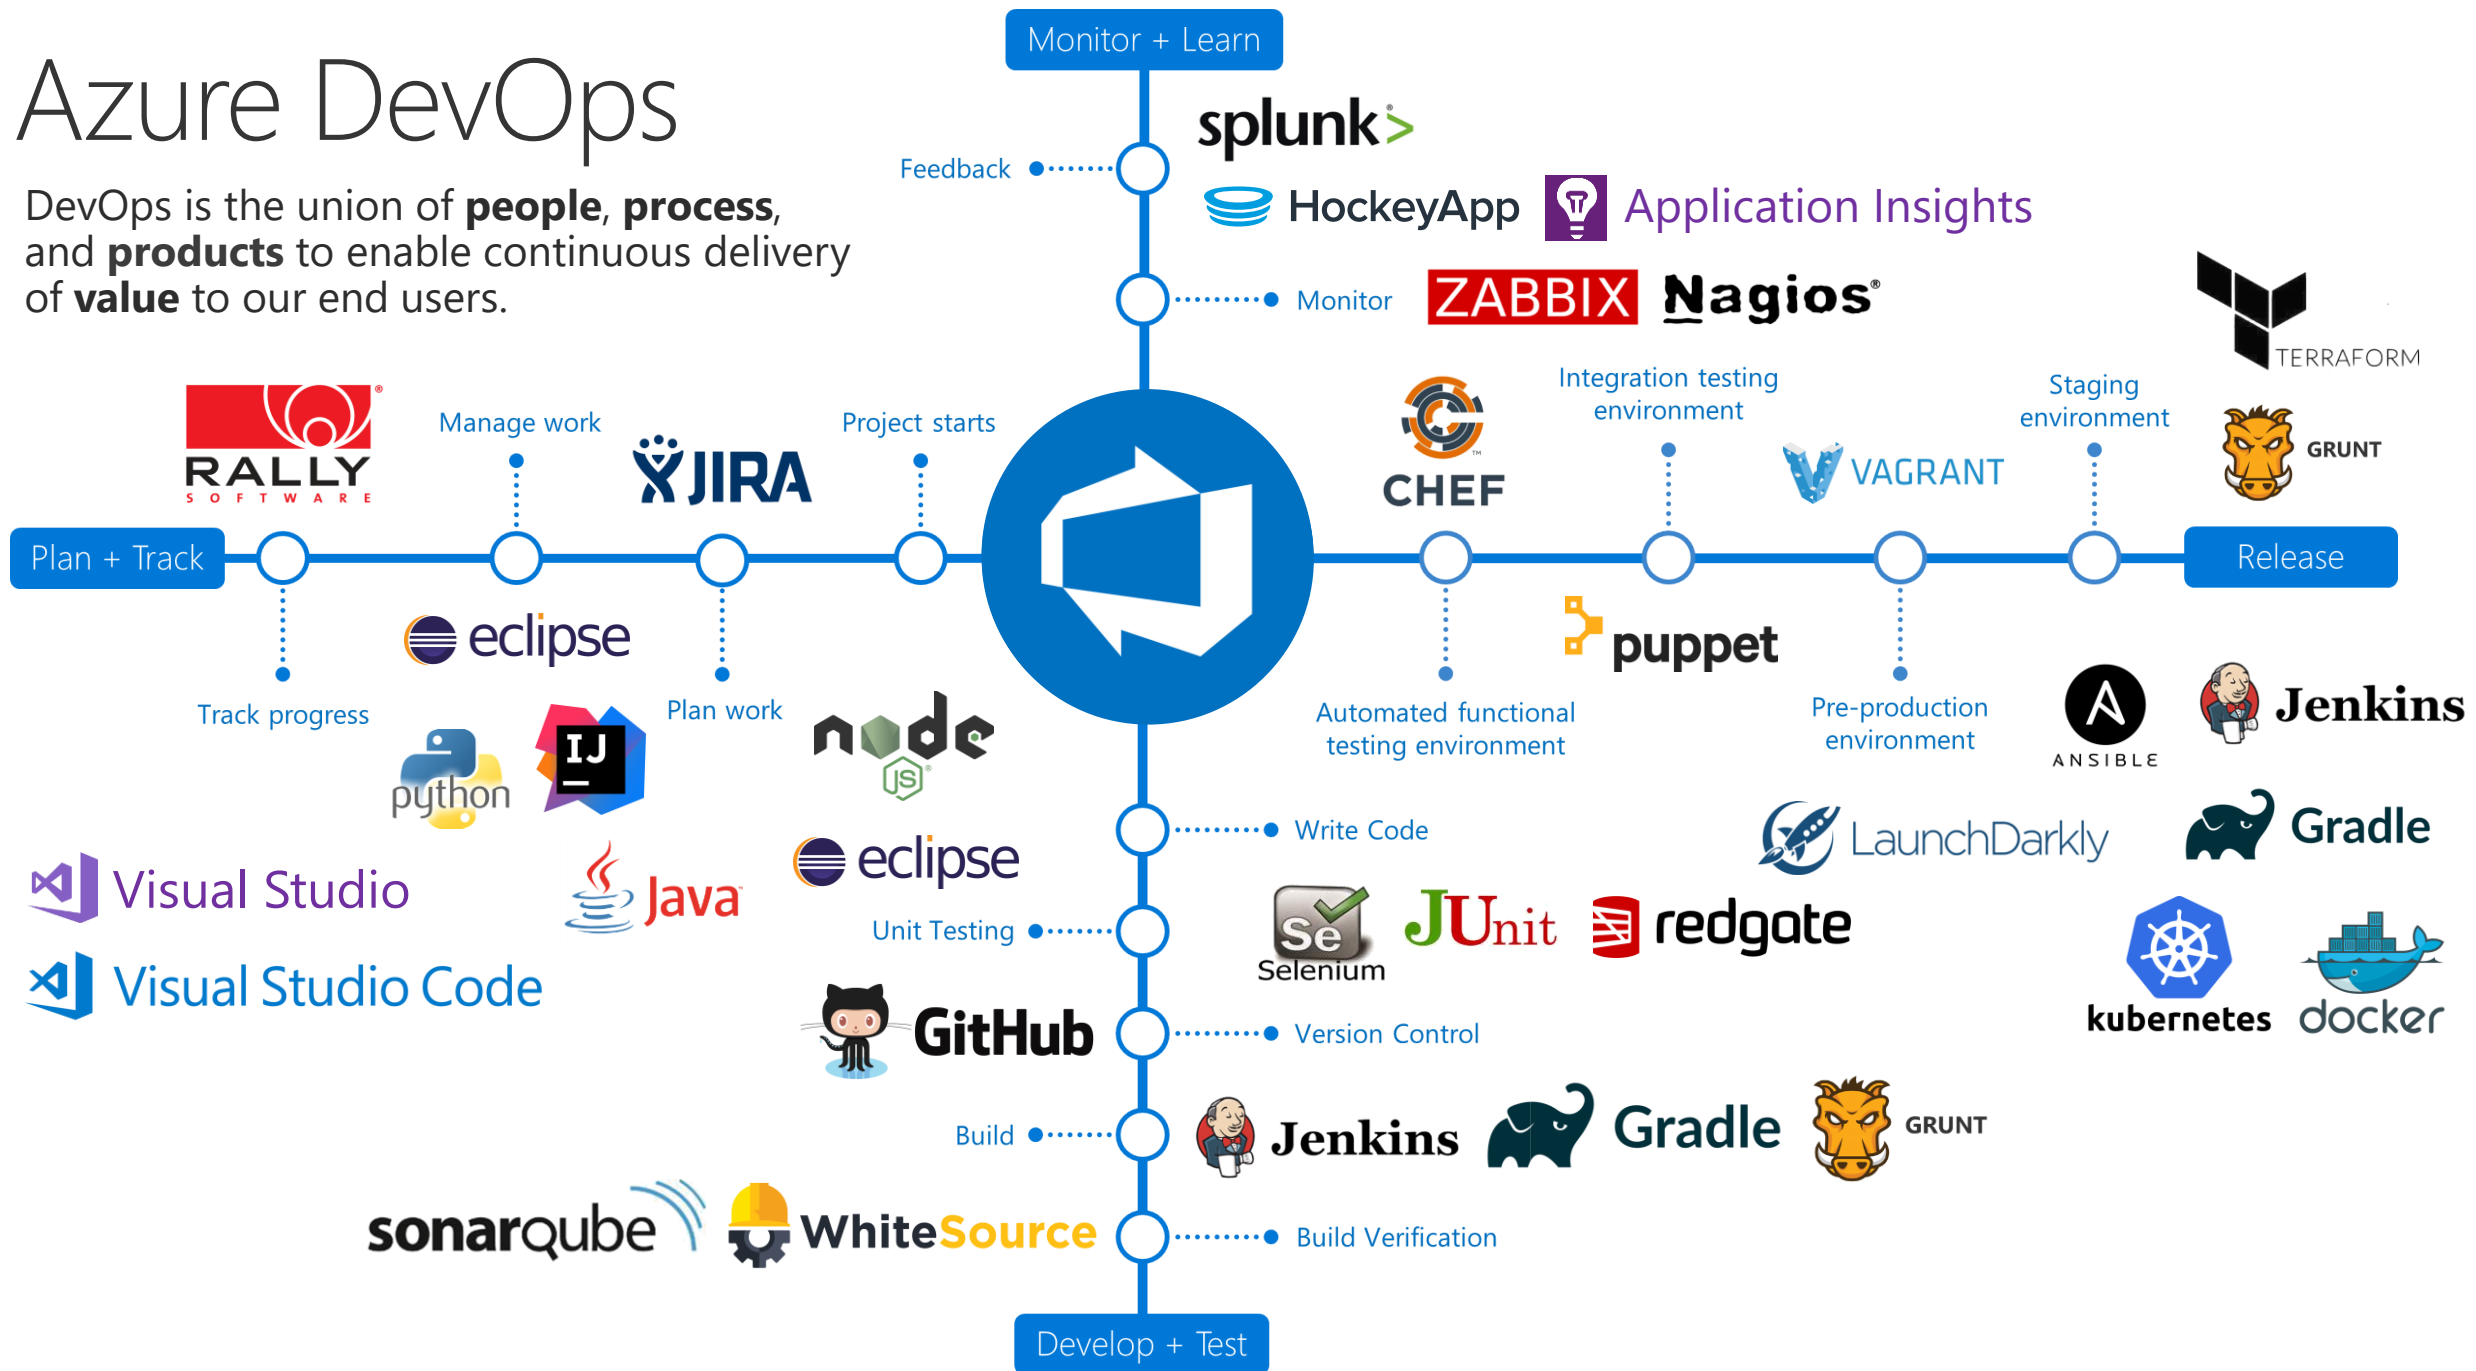 Monitor + Learn
Azure DevOps
DevOps is the union of people, process,
and products to enable continuous delivery
of value to our end users.
splunk>
Feedback
HockeyApp
Application Insights
Monitor
ZABBIX
Nagios®
TERRAFORM
RALLY
SOFTWARE
Manage work
JIRA
Project starts
CHEF
Integration testing
environment
VAGRANT
Staging
environment
GRUNT
Plan + Track
Release
eclipse
puppet
Track progress
Plan work
python
IJ
node
JS
Automated functional
testing environment
Pre-production
environment
ANSIBLE
Jenkins
Write Code
LaunchDarkly
Gradle
eclipse
Visual Studio
Java
Unit Testing
Se
Selenium
JUnit
redgate
Visual Studio Code
GitHub
Version Control
kubernetes
docker
Build
Jenkins
Gradle
GRUNT
sonarqube
WhiteSource
Build Verification
Develop + Test